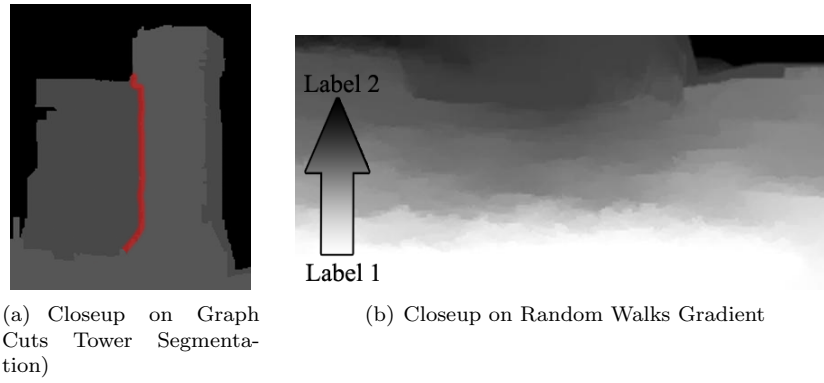 Label 2
Label 1
(a) Closeup on Graph
Cuts Tower Segmenta-
tion)
(b) Closeup on Random Walks Gradient